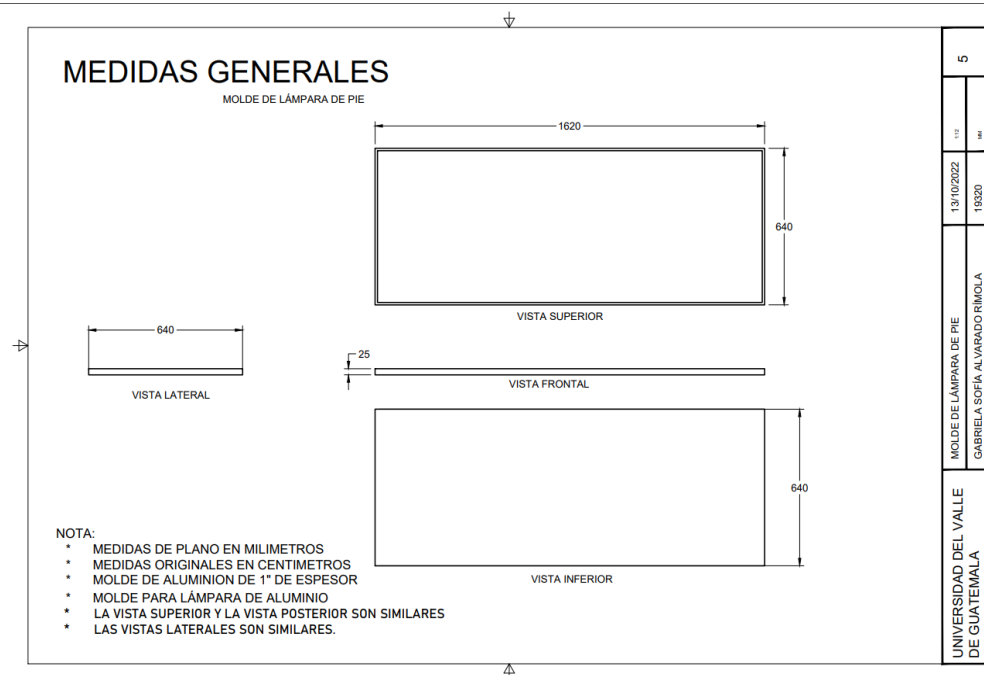 MEDIDAS GENERALES
MOLDE DE LÁMPARA DE PIE
1620
640
VISTA SUPERIOR
640
VISTA LATERAL
25
VISTA FRONTAL
640
VISTA INFERIOR
NOTA:
* MEDIDAS DE PLANO EN MILIMETROS
* MEDIDAS ORIGINALES EN CENTIMETROS
* MOLDE DE ALUMINION DE 1" DE ESPESOR
* MOLDE PARA LÁMPARA DE ALUMINIO
* LA VISTA SUPERIOR Y LA VISTA POSTERIOR SON SIMILARES
* LAS VISTAS LATERALES SON SIMILARES.
UNIVERSIDAD DEL VALLE
DE GUATEMALA
MOLDE DE LÁMPARA DE PIE
GABRIELA SOFÍA ALVARADO RÍMOLA
13/10/2022
19320
1:12
MM
5